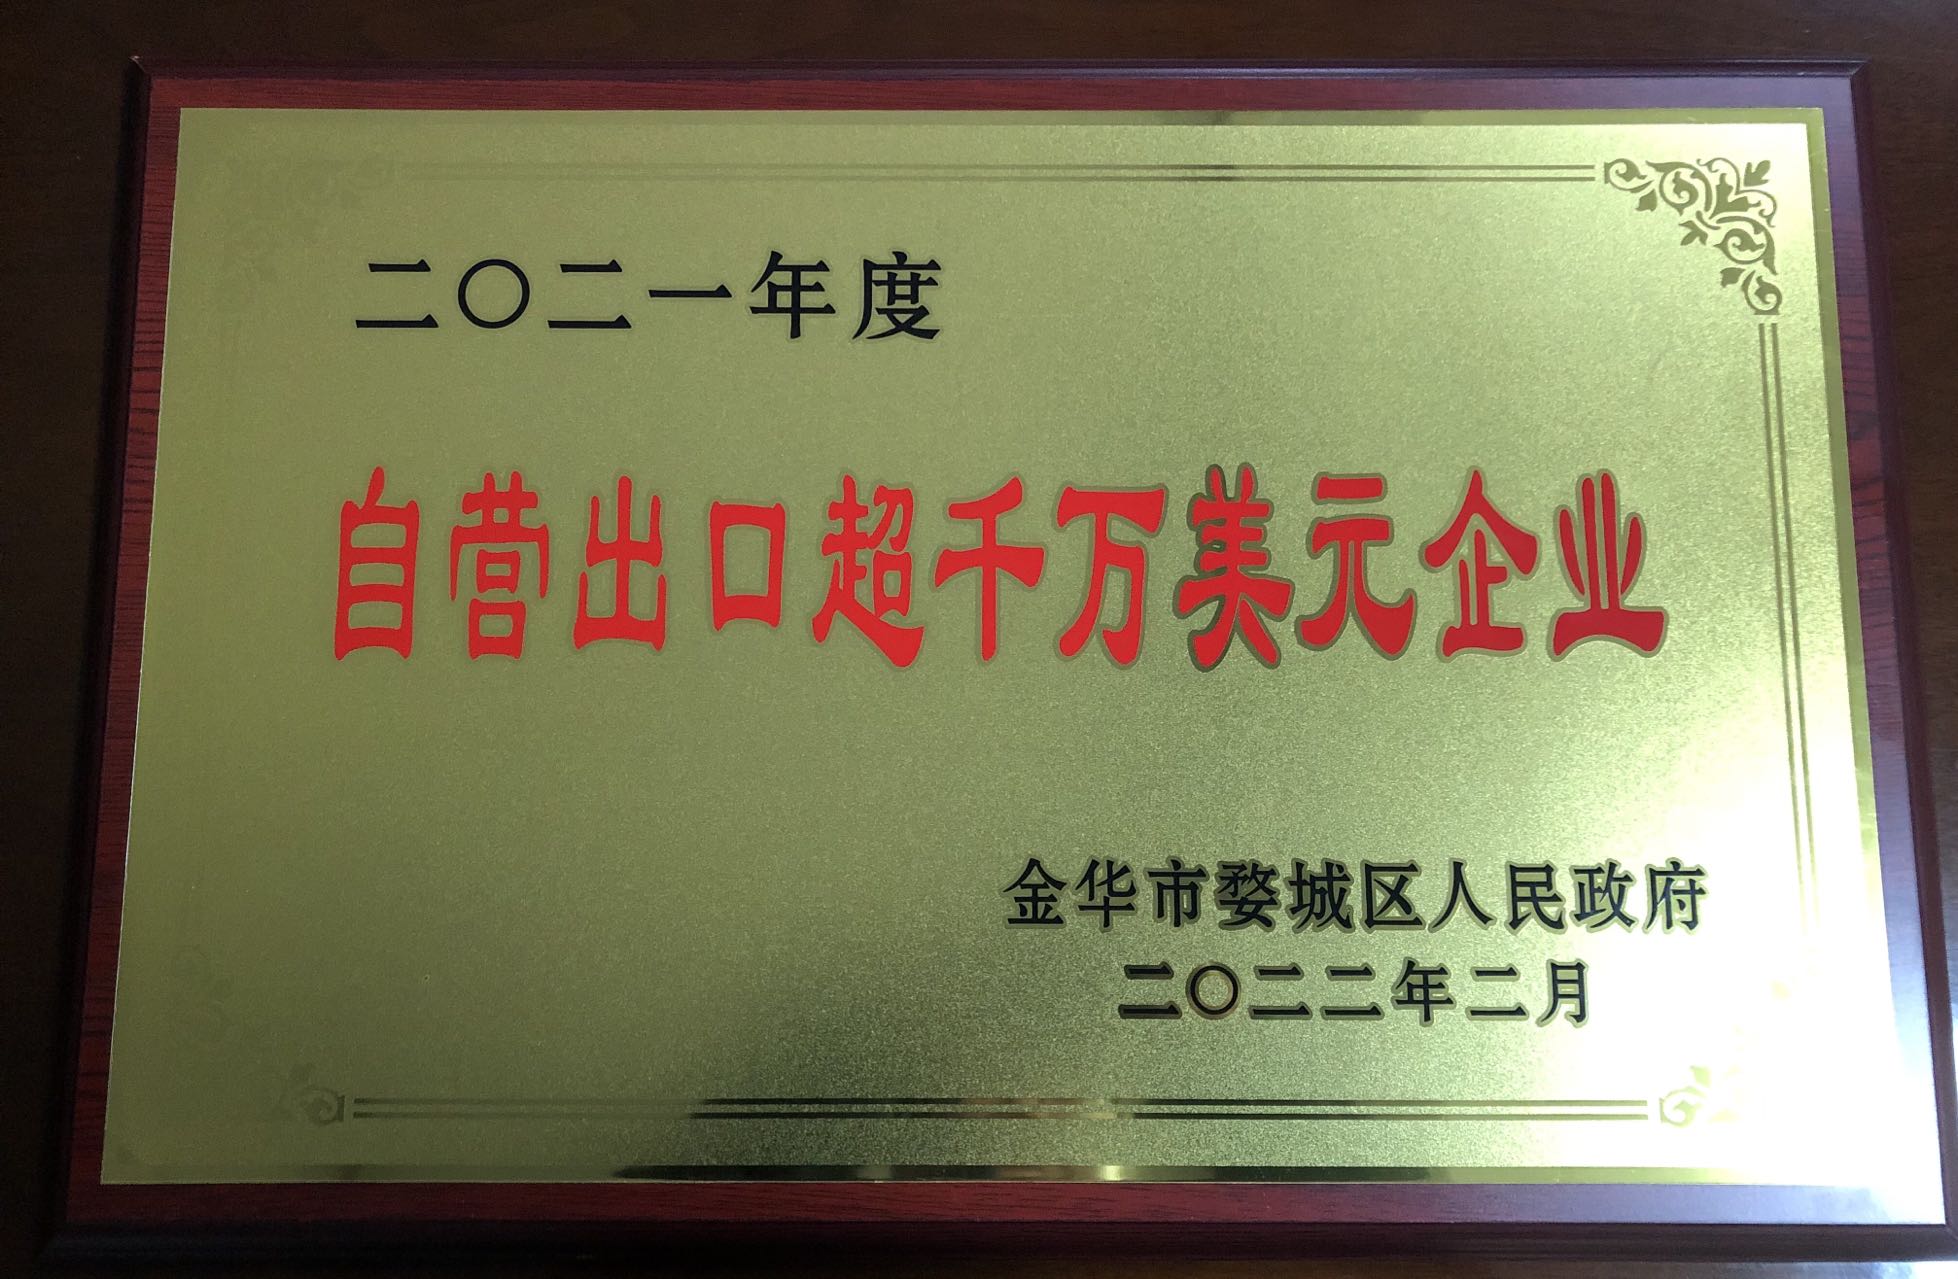 二〇二一年度
自营出口超千万美元企业
金华市婺城区人民政府
二〇二二年二月